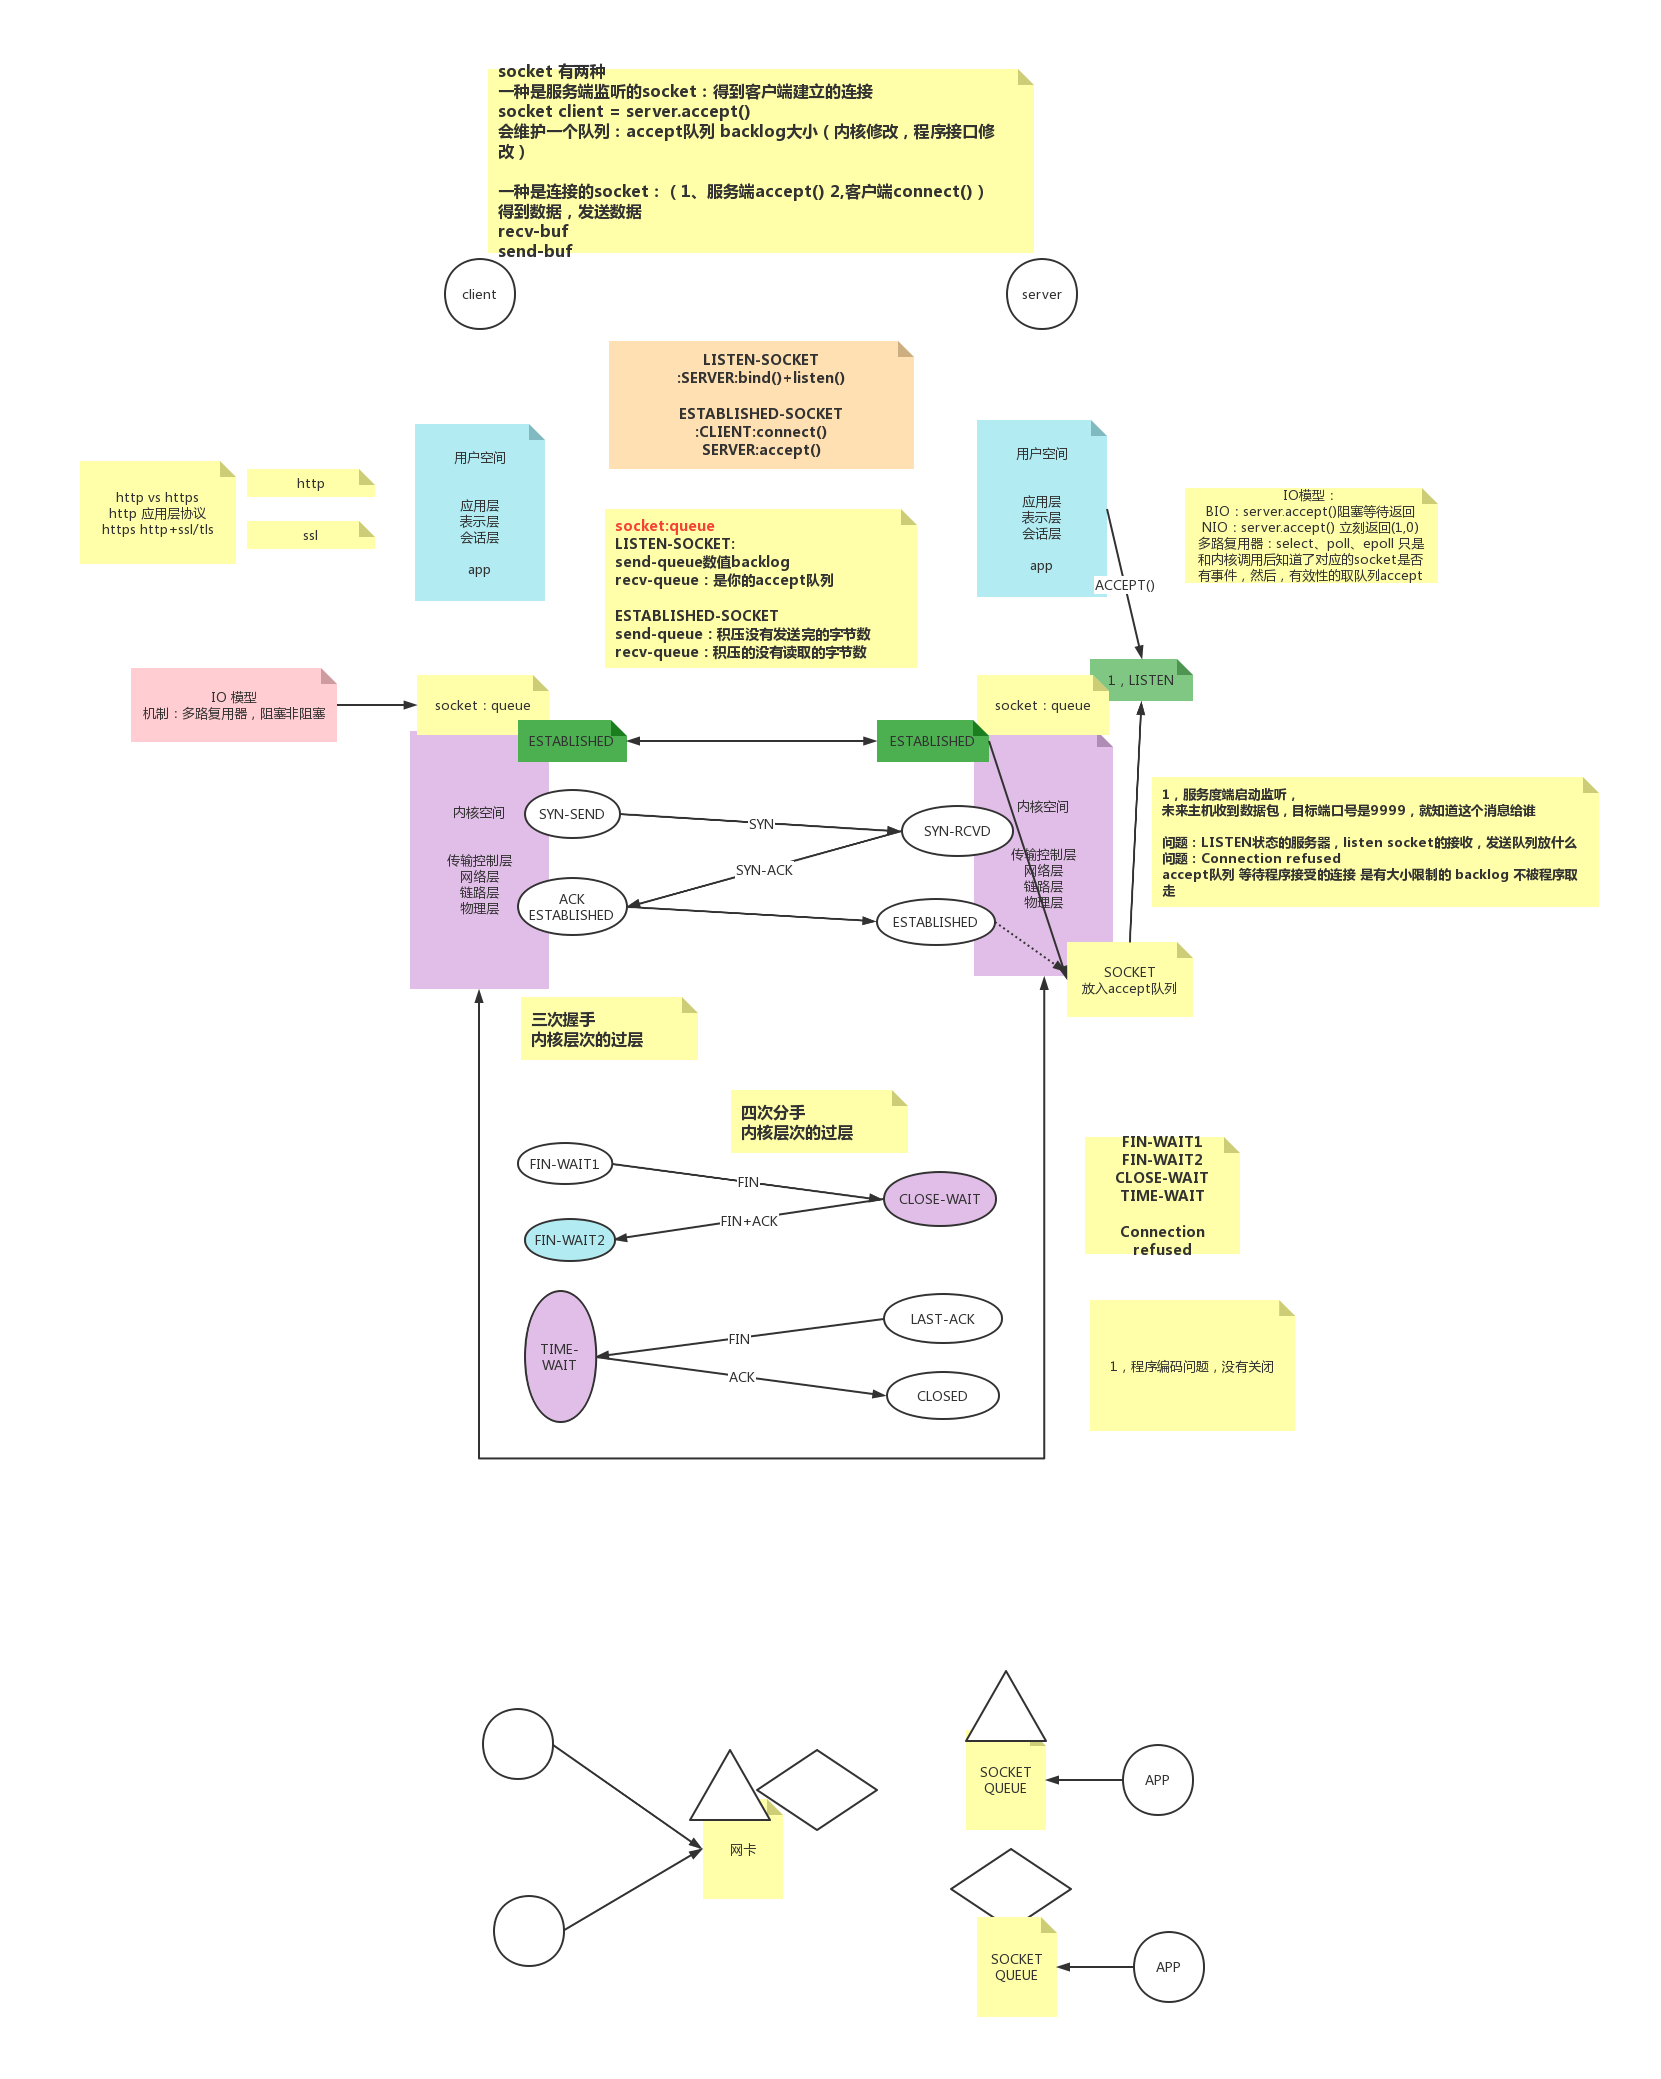 socket 有两种
一种是服务端监听的socket：得到客户端建立的连接
socket client = server.accept()
会维护一个队列：accept队列 backlog大小（内核修改，程序接口修
改）
一种是连接的socket：（1、服务端accept() 2,客户端connect()）
得到数据，发送数据
recv-buf
send-buf
client
server
LISTEN-SOCKET
:SERVER:bind()+listen()
ESTABLISHED-SOCKET
:CLIENT:connect()
SERVER:accept()
http vs https
http 应用层协议
https http+ssl/tls
http
ssl
用户空间
应用层
表示层
会话层
app
socket:queue
LISTEN-SOCKET:
send-queue数值backlog
recv-queue：是你的accept队列
ESTABLISHED-SOCKET
send-queue：积压没有发送完的字节数
recv-queue：积压的没有读取的字节数
用户空间
应用层
表示层
会话层
app
ACCEPT()
IO模型：
BIO：server.accept()阻塞等待返回
NIO：server.accept() 立刻返回(1,0)
多路复用器：select、poll、epoll 只是
和内核调用后知道了对应的socket是否
有事件，然后，有效性的取队列accept
IO 模型
机制：多路复用器，阻塞非阻塞
socket：queue
socket：queue
1，LISTEN
ESTABLISHED
ESTABLISHED
内核空间
传输控制层
网络层
链路层
物理层
SYN-SEND
SYN
SYN-RCVD
SYN-ACK
ACK
ESTABLISHED
ESTABLISHED
内核空间
传输控制层
网络层
链路层
物理层
1，服务度端启动监听，
未来主机收到数据包，目标端口号是9999，就知道这个消息给谁
问题：LISTEN状态的服务器，listen socket的接收，发送队列放什么
问题：Connection refused
accept队列 等待程序接受的连接 是有大小限制的 backlog 不被程序取
走
SOCKET
放入accept队列
三次握手
内核层次的过层
四次分手
内核层次的过层
FIN-WAIT1
FIN
CLOSE-WAIT
FIN+ACK
FIN-WAIT2
TIME-
WAIT
FIN
LAST-ACK
ACK
CLOSED
FIN-WAIT1
FIN-WAIT2
CLOSE-WAIT
TIME-WAIT
Connection
refused
1，程序编码问题，没有关闭
网卡
SOCKET
QUEUE
APP
SOCKET
QUEUE
APP